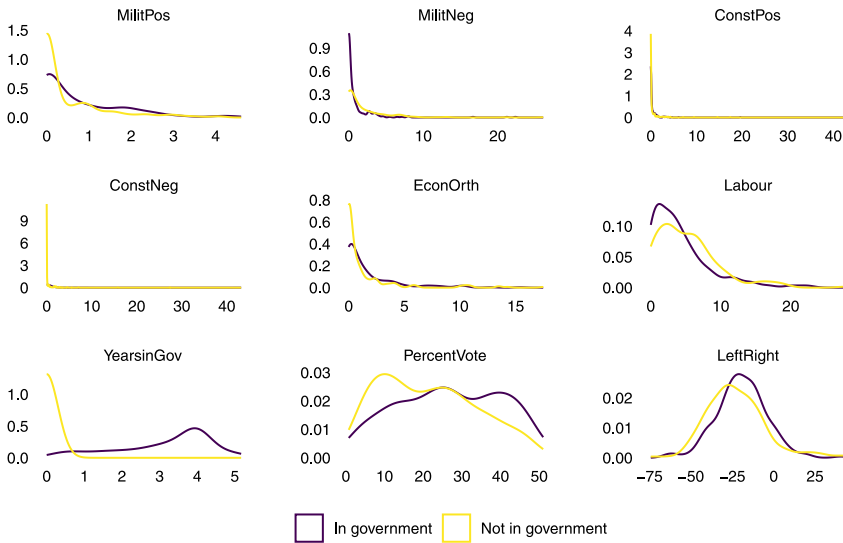 MilitPos
MilitNeg
ConstPos
1.5
1.0
0.5
0.0
0 1 2 3 4
0.9
0.6
0.3
0.0
0 10 20
4
3
2
1
0
0 10 20 30 40
ConstNeg
EconOrth
Labour
9
6
3
0
0 10 20 30 40
0.8
0.6
0.4
0.2
0.0
0 5 10 15
0.10
0.05
0.00
0 10 20
YearsinGov
PercentVote
LeftRight
1.0
0.5
0.0
0 1 2 3 4 5
0.03
0.02
0.01
0.00
0 10 20 30 40 50
0.02
0.01
0.00
−75 −50 −25 0 25
In government
Not in government